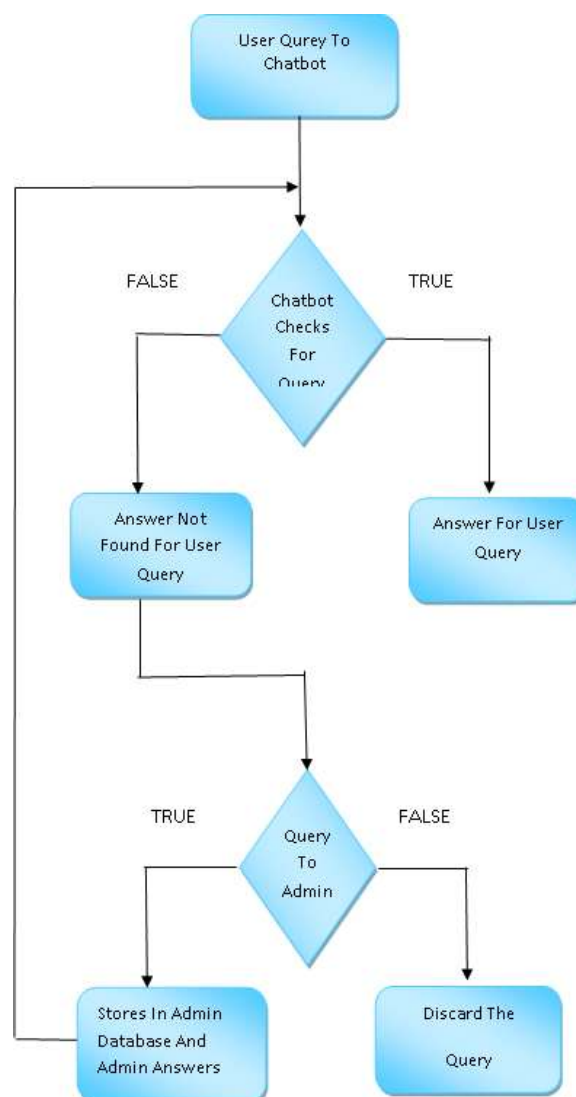 User Qurey To
Chatbot
FALSE
TRUE
Chatbot
Checks
For
Query
Answer Not
Found For User
Query
Answer For User
Query
TRUE
FALSE
Query
To
Admin
Stores In Admin
Database And
Admin Answers
Discard The
Query